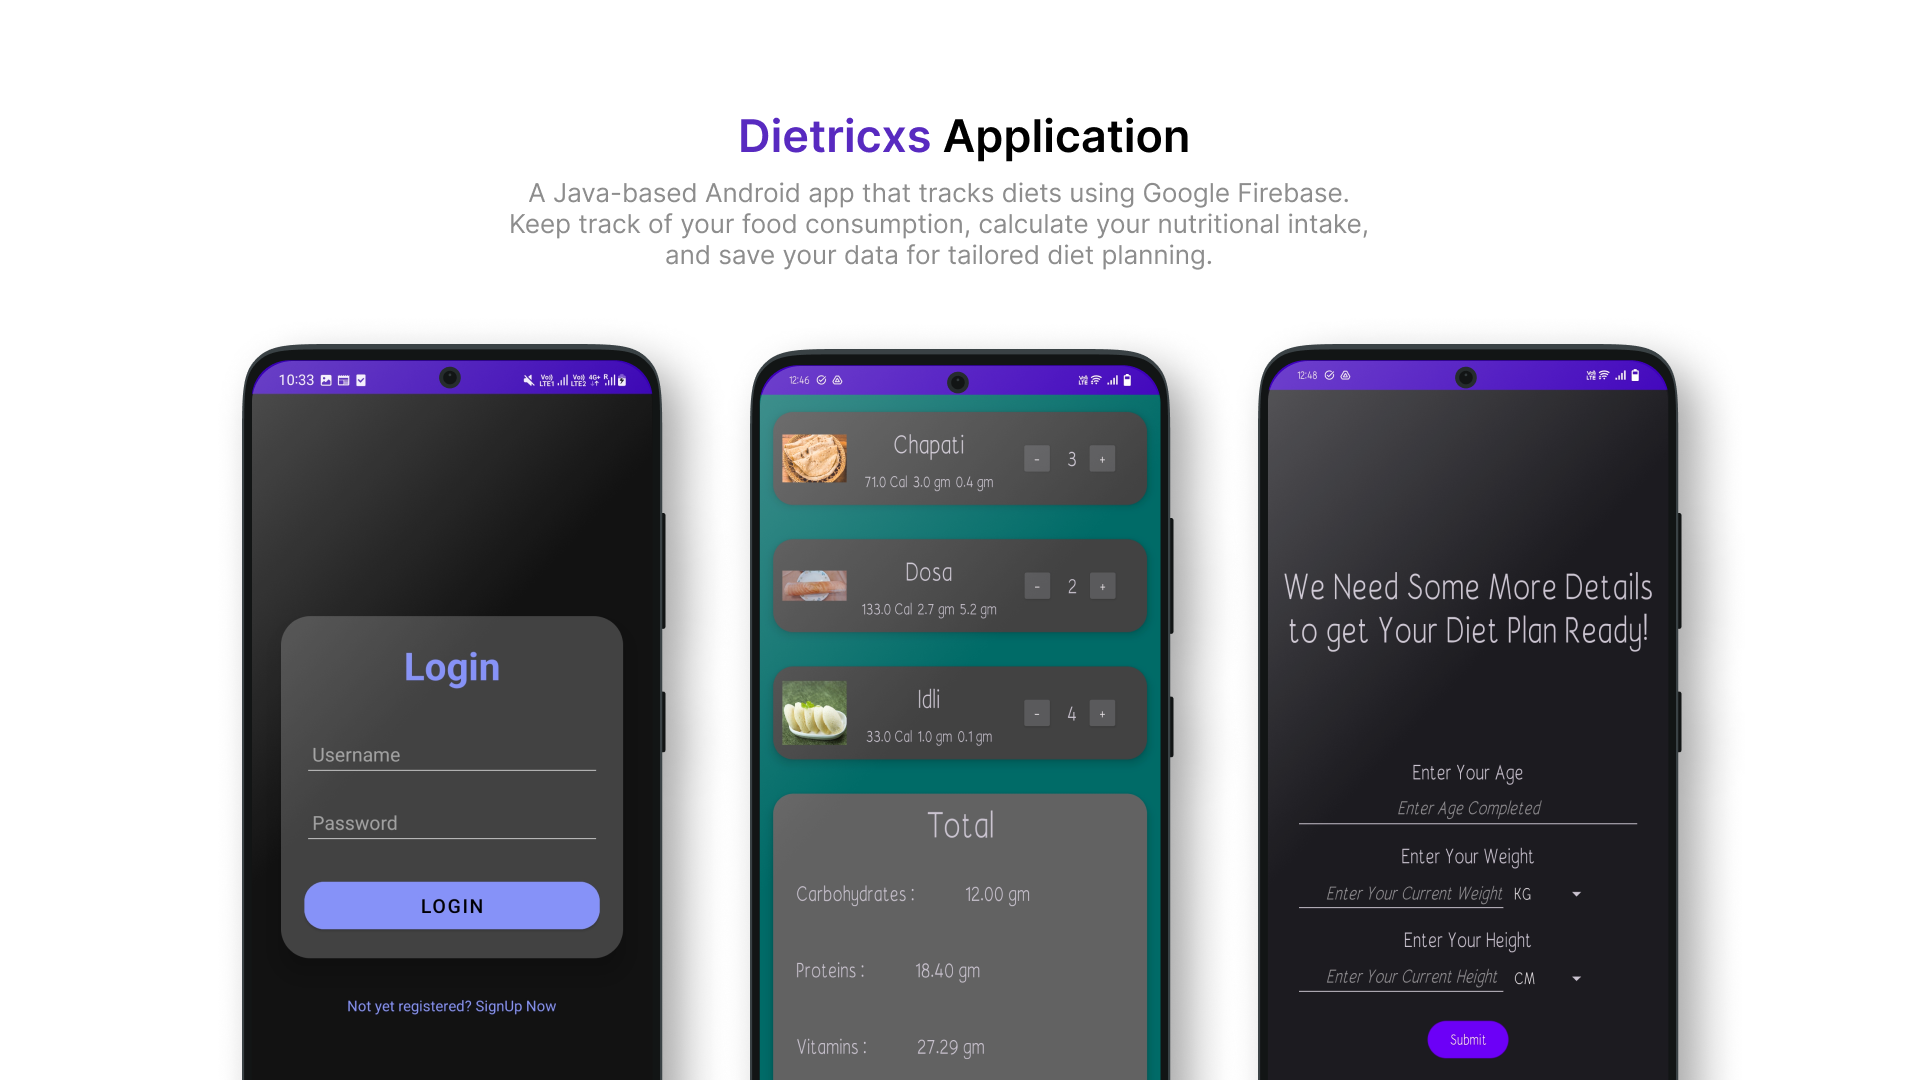 Dietricxs Application
A Java-based Android app that tracks diets using Google Firebase.
Keep track of your food consumption, calculate your nutritional intake,
and save your data for tailored diet planning.
10:33
Login
Username
Password
LOGIN
Not yet registered? SignUp Now
12:46
Chapati
71.0 Cal 3.0 gm 0.4 gm
- 3 +
Dosa
133.0 Cal 2.7 gm 5.2 gm
- 2 +
Idli
33.0 Cal 1.0 gm 0.1 gm
- 4 +
Total
Carbohydrates : 12.00 gm
Proteins : 18.40 gm
Vitamins : 27.29 gm
12:48
We Need Some More Details
to get Your Diet Plan Ready!
Enter Your Age
Enter Age Completed
Enter Your Weight
Enter Your Current Weight KG
Enter Your Height
Enter Your Current Height CM
Submit